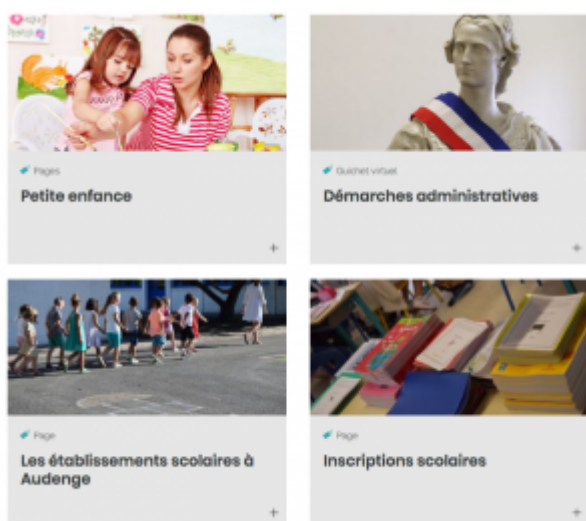 Pages
Petite enfance
+
Guichet virtuel
Démarches administratives
+
Page
Les établissements scolaires à
Audenge
+
Page
Inscriptions scolaires
+